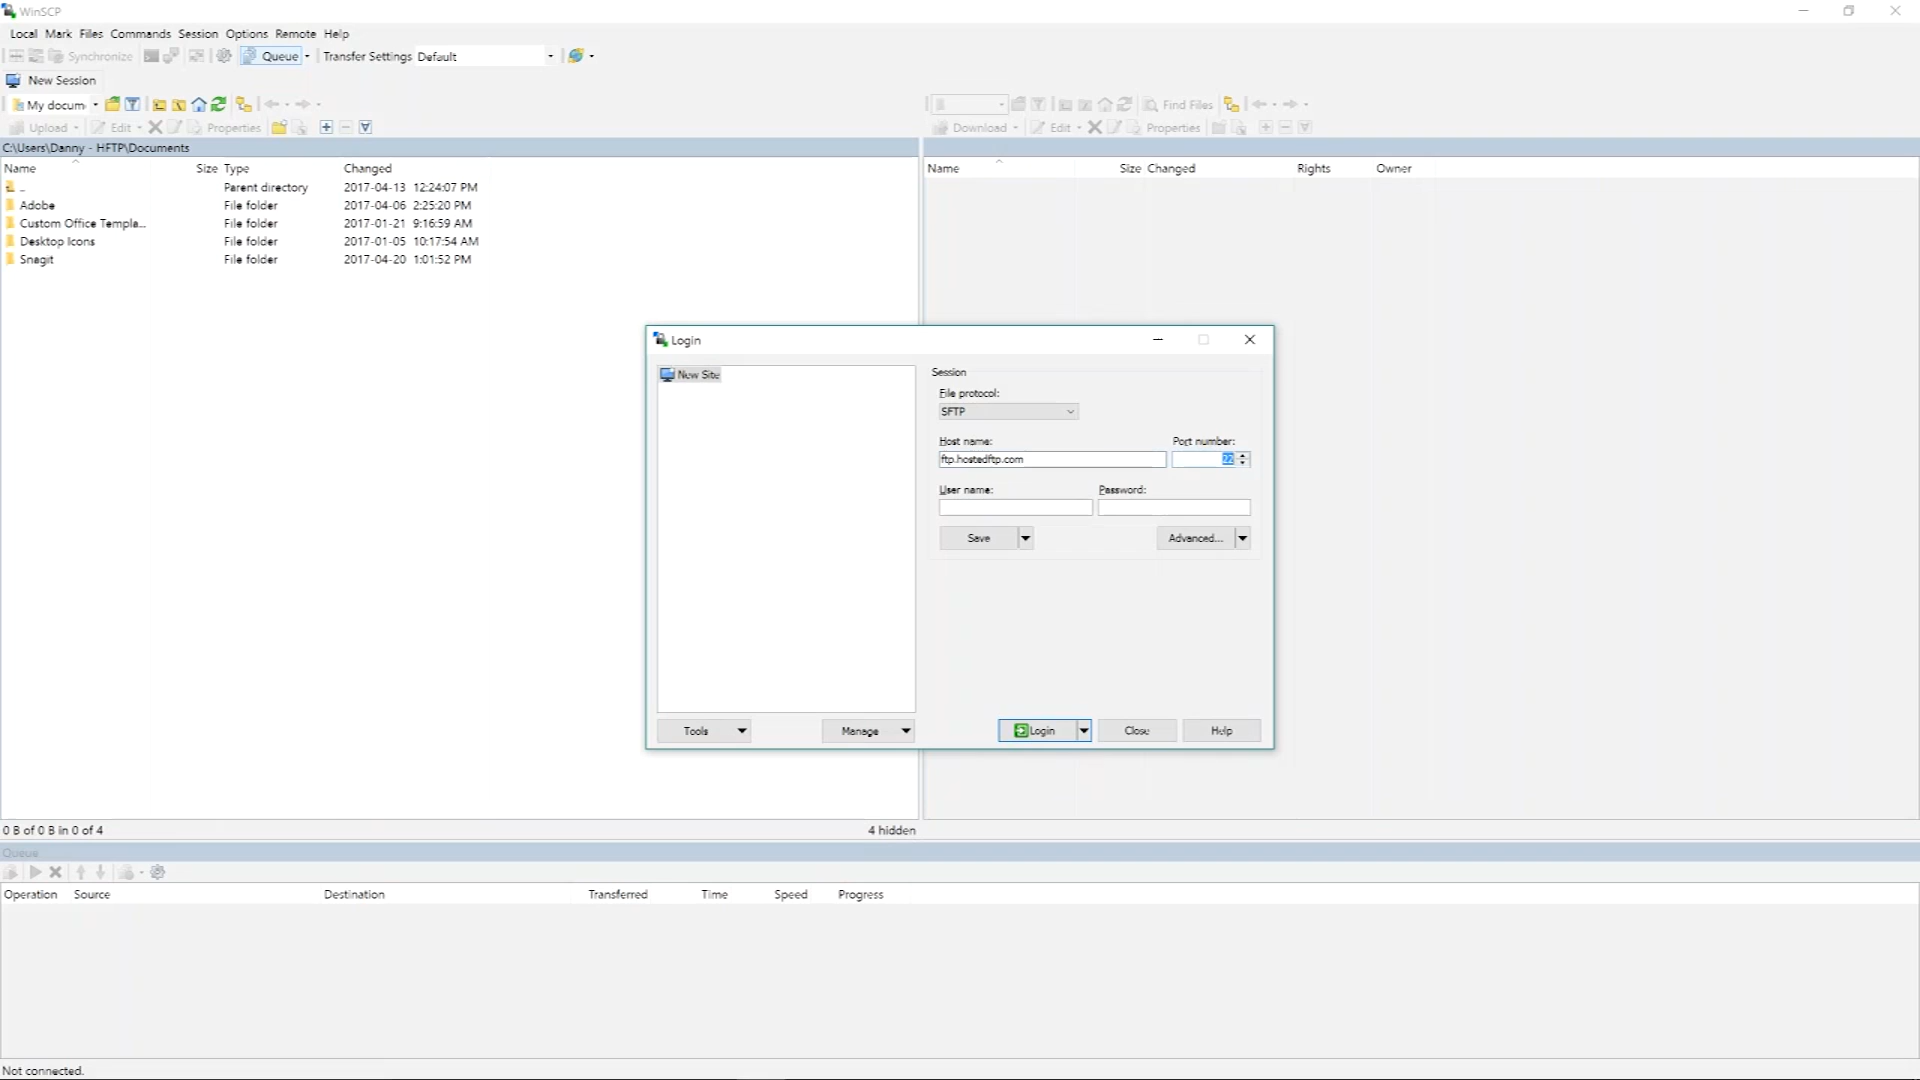 WinSCP
Local Mark Files Commands Session Options Remote Help
Synchronize Queue Transfer Settings Default
New Session
My docum Find Files
Upload Edit Properties Download Edit Properties
C:\Users\Danny - HFTP\Documents
Name Size Type Changed Name Size Changed Rights Owner
.. Parent directory 2017-04-13 12:24:07 PM
Adobe File folder 2017-04-06 2:25:20 PM
Custom Office Templa... File folder 2017-01-21 9:16:59 AM
Desktop Icons File folder 2017-01-05 10:17:54 AM
Snagit File folder 2017-04-20 1:01:52 PM
Login
New Site
Session
File protocol:
SFTP
Host name: Port number:
ftp.hostedftp.com 22
User name: Password:
Save Advanced...
Tools Manage Login Close Help
0 B of 0 B in 0 of 4 4 hidden
Queue
Operation Source Destination Transferred Time Speed Progress
Not connected.